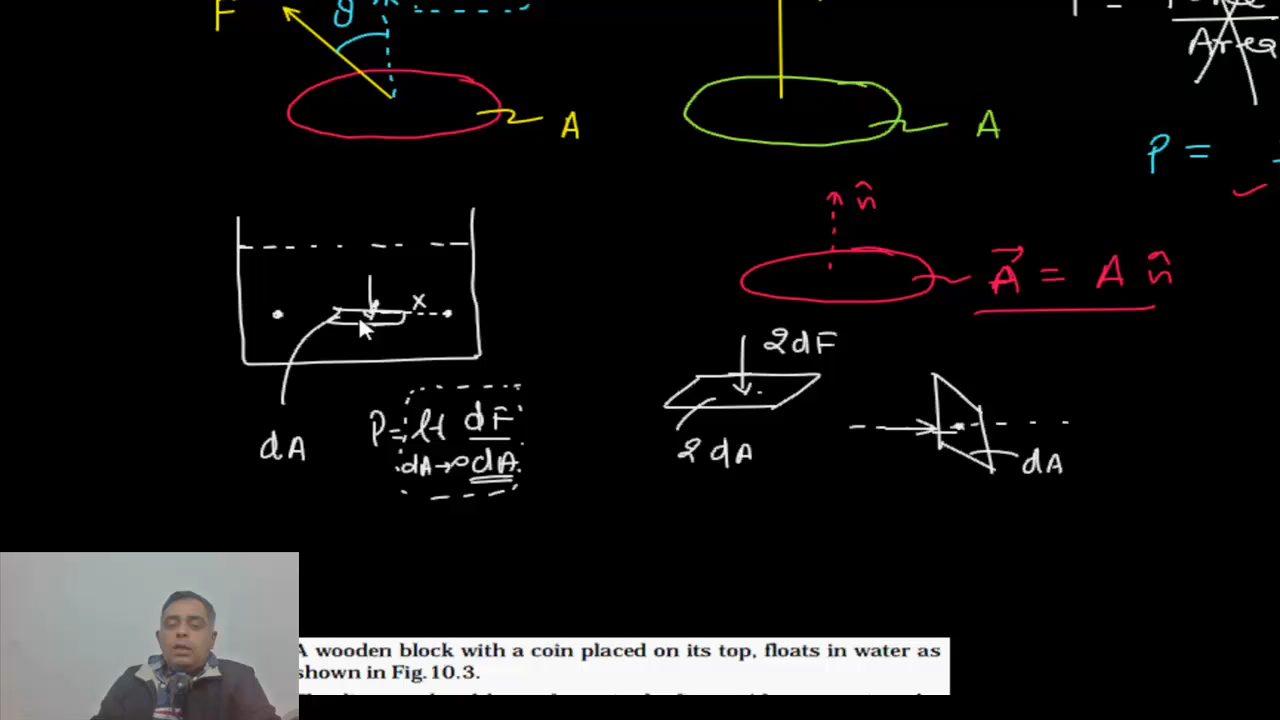 F θ
Area
A
A
P =
n̂
A⃗ = A n̂
x
2dF
dA
P = lt dF
dA→0 dA
2dA
dA
A wooden block with a coin placed on its top, floats in water as
shown in Fig.10.3.